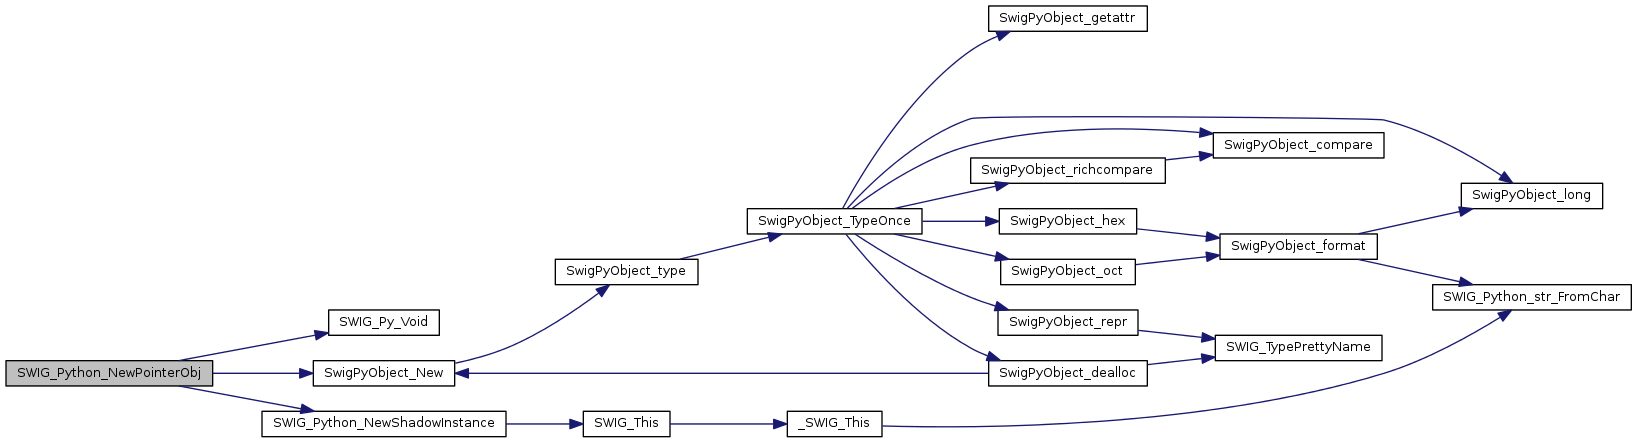 SwigPyObject_getattr
SwigPyObject_compare
SwigPyObject_richcompare
SwigPyObject_long
SwigPyObject_TypeOnce
SwigPyObject_hex
SwigPyObject_format
SwigPyObject_type
SwigPyObject_oct
SWIG_Python_str_FromChar
SWIG_Py_Void
SwigPyObject_repr
SWIG_TypePrettyName
SWIG_Python_NewPointerObj
SwigPyObject_New
SwigPyObject_dealloc
SWIG_Python_NewShadowInstance
SWIG_This
_SWIG_This